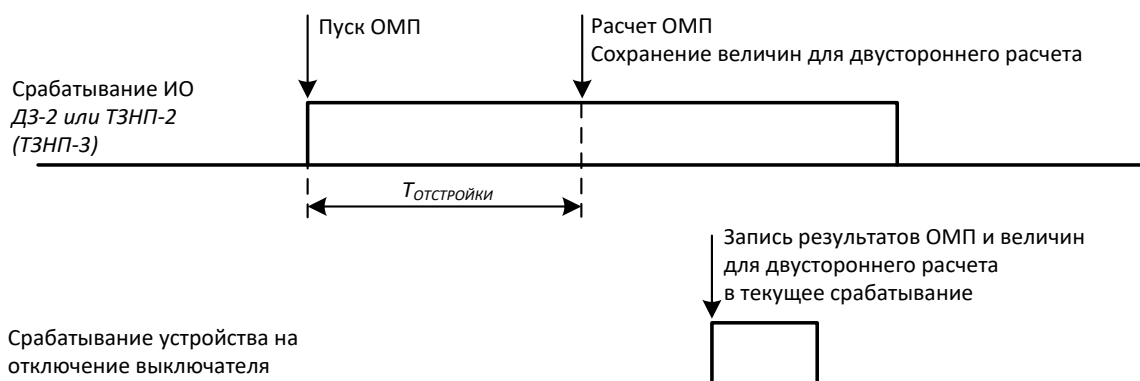 Пуск ОМП
Расчет ОМП
Сохранение величин для двустороннего расчета
Срабатывание ИО
ДЗ-2 или ТЗНП-2
(ТЗНП-3)
TОТСТРОЙКИ
Запись результатов ОМП и величин
для двустороннего расчета
в текущее срабатывание
Срабатывание устройства на
отключение выключателя